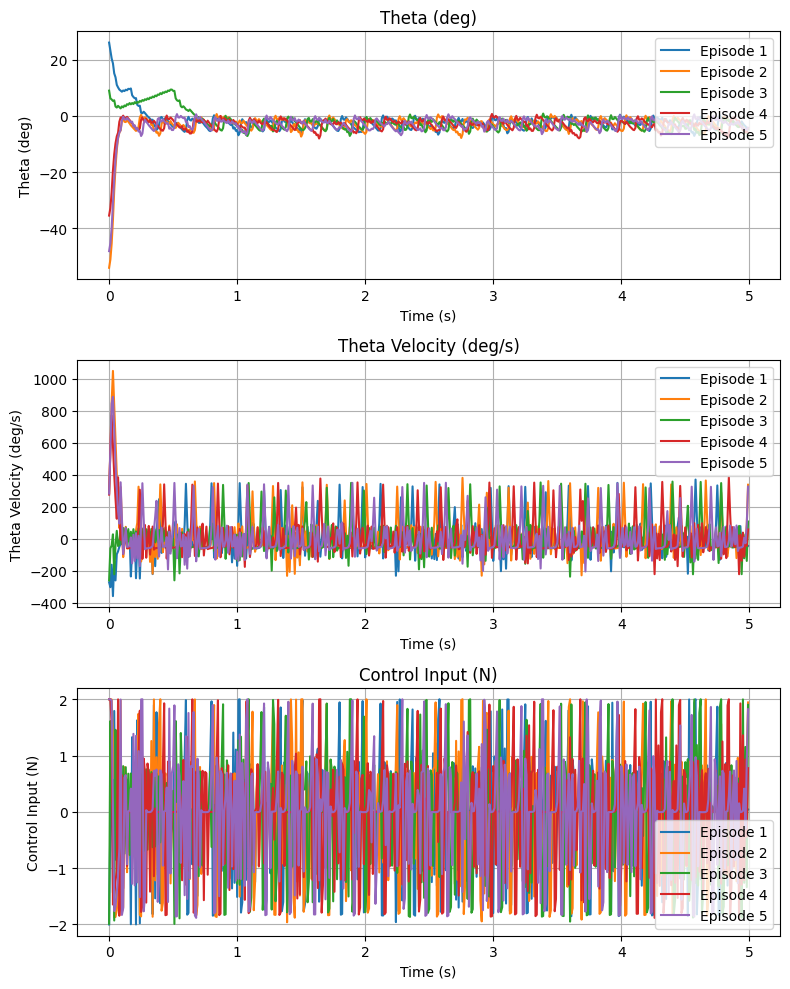 Theta (deg)
20
0
−20
−40
Theta (deg)
Episode 1
Episode 2
Episode 3
Episode 4
Episode 5
0 1 2 3 4 5
Time (s)
Theta Velocity (deg/s)
1000
800
600
400
200
0
−200
−400
Theta Velocity (deg/s)
Episode 1
Episode 2
Episode 3
Episode 4
Episode 5
0 1 2 3 4 5
Time (s)
Control Input (N)
2
1
0
−1
−2
Control Input (N)
Episode 1
Episode 2
Episode 3
Episode 4
Episode 5
0 1 2 3 4 5
Time (s)